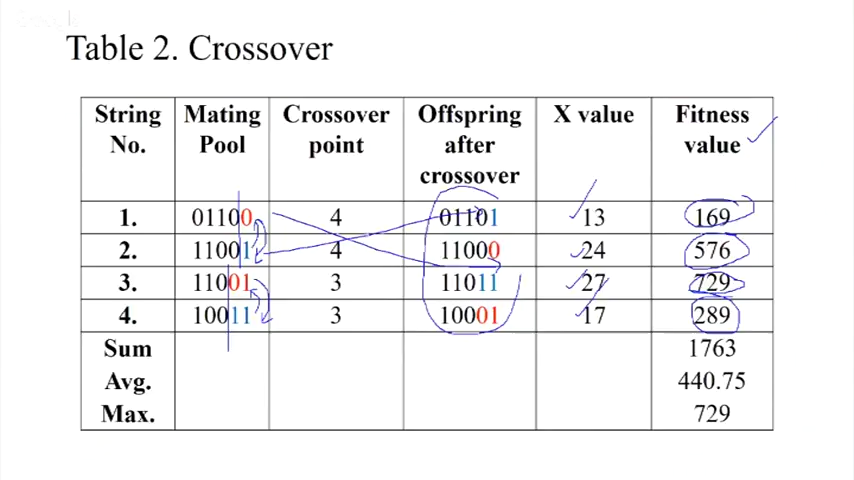 Table 2. Crossover
String No. Mating Pool Crossover point Offspring after crossover X value Fitness value
1. 01100 4 01101 13 169
2. 11001 4 11000 24 576
3. 11001 3 11011 27 729
4. 10011 3 10001 17 289
Sum 1763
Avg. 440.75
Max. 729